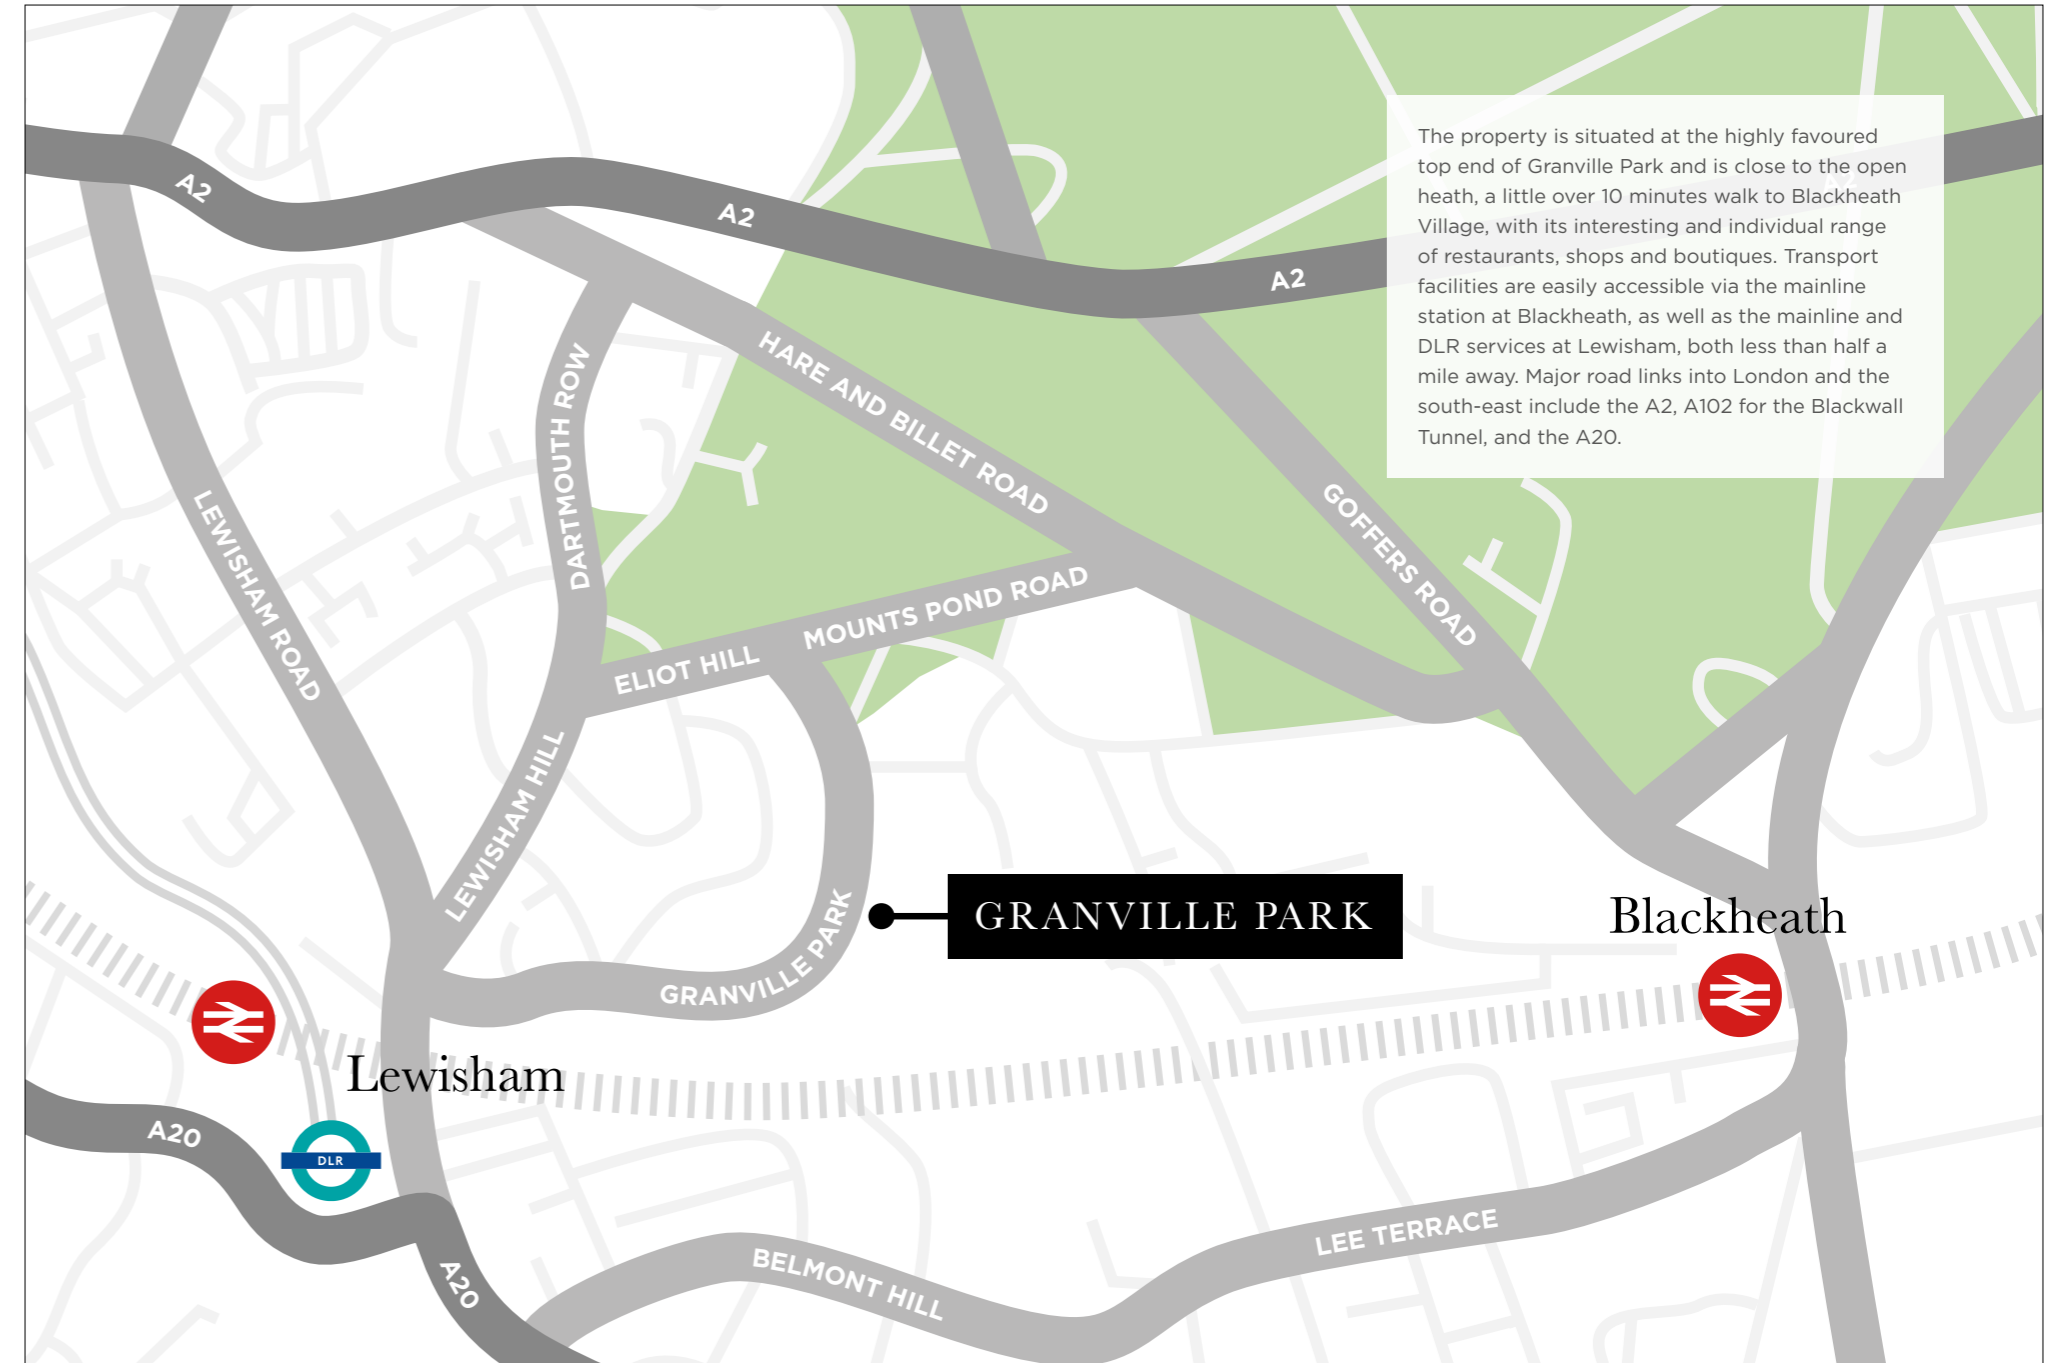 The property is situated at the highly favoured
top end of Granville Park and is close to the open
heath, a little over 10 minutes walk to Blackheath
Village, with its interesting and individual range
of restaurants, shops and boutiques. Transport
facilities are easily accessible via the mainline
station at Blackheath, as well as the mainline and
DLR services at Lewisham, both less than half a
mile away. Major road links into London and the
south-east include the A2, A102 for the Blackwall
Tunnel, and the A20.
A2
A2
A2
A2
HARE AND BILLET ROAD
DARTMOUTH ROW
LEWISHAM ROAD
GOFFERS ROAD
MOUNTS POND ROAD
ELIOT HILL
LEWISHAM HILL
GRANVILLE PARK
GRANVILLE PARK
Blackheath
Lewisham
A20
DLR
A20
BELMONT HILL
LEE TERRACE